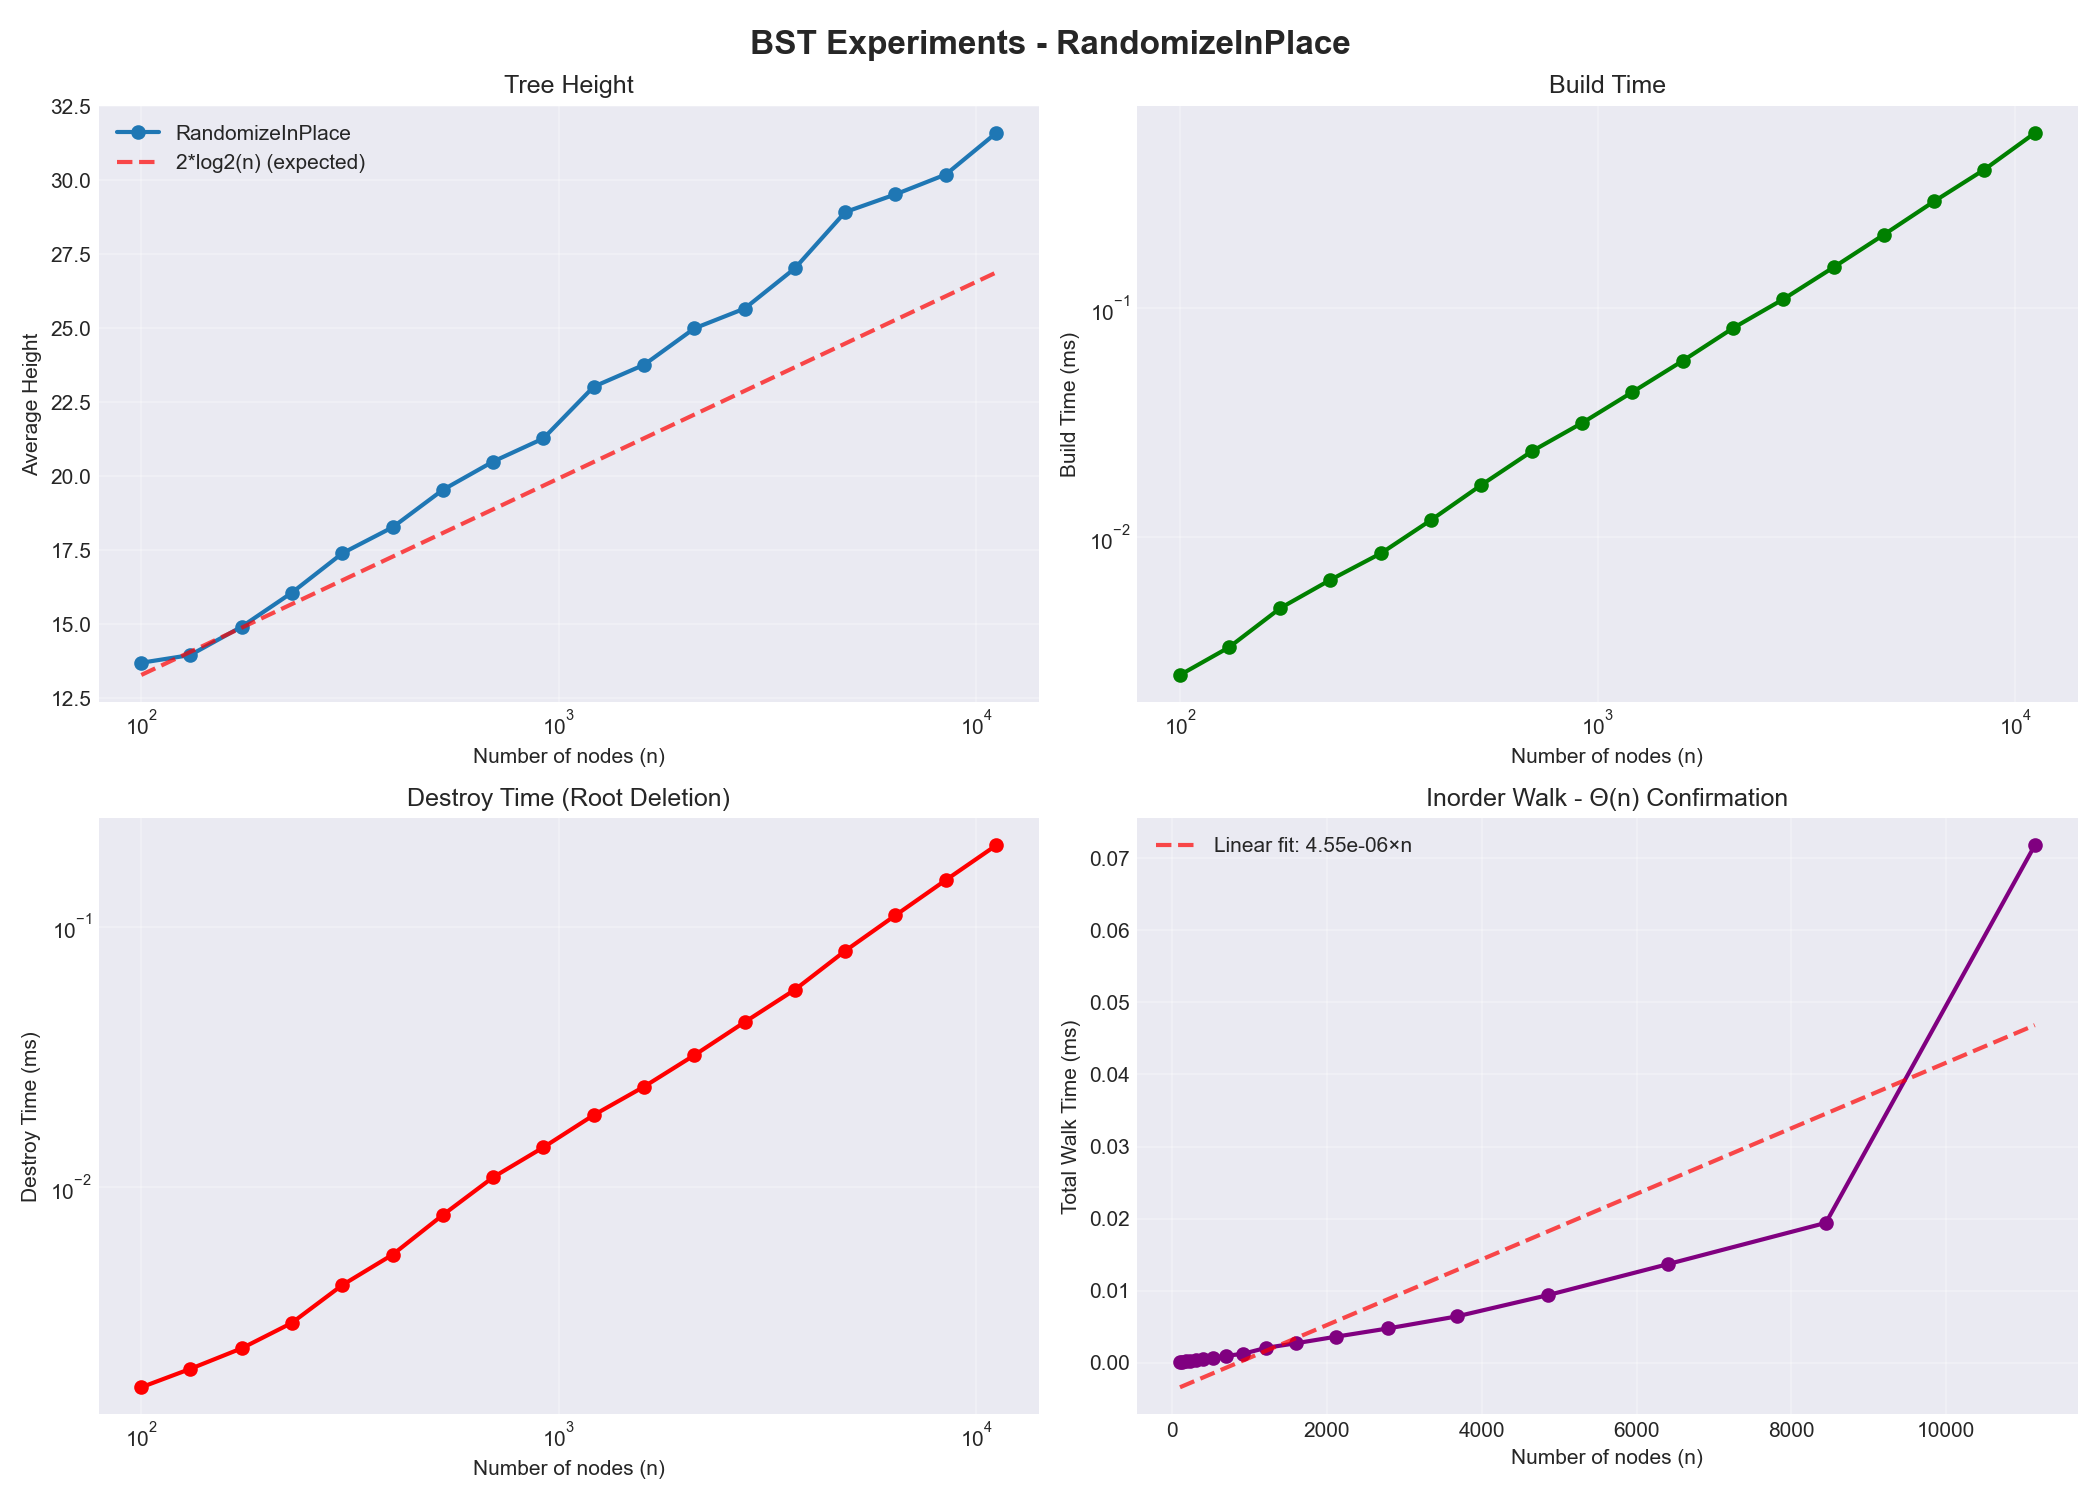 BST Experiments - RandomizeInPlace
Tree Height
RandomizeInPlace
2*log2(n) (expected)
Average Height
32.5
30.0
27.5
25.0
22.5
20.0
17.5
15.0
12.5
10²
10³
10⁴
Number of nodes (n)
Build Time
Build Time (ms)
10⁻¹
10⁻²
10²
10³
10⁴
Number of nodes (n)
Destroy Time (Root Deletion)
Destroy Time (ms)
10⁻¹
10⁻²
10²
10³
10⁴
Number of nodes (n)
Inorder Walk - Θ(n) Confirmation
Linear fit: 4.55e-06×n
Total Walk Time (ms)
0.07
0.06
0.05
0.04
0.03
0.02
0.01
0.00
0
2000
4000
6000
8000
10000
Number of nodes (n)